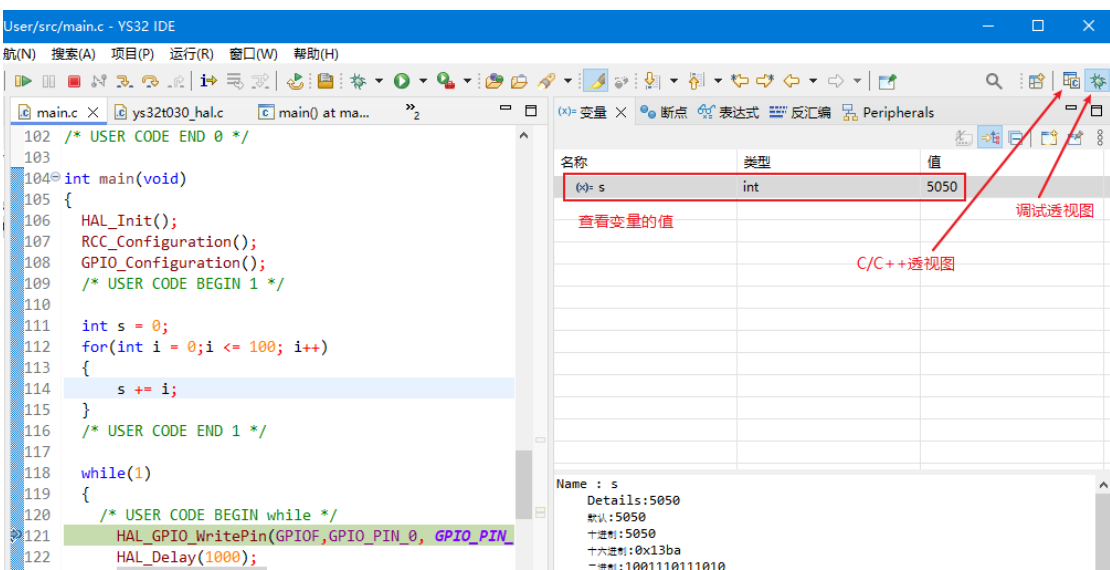 User/src/main.c - YS32 IDE
航(N) 搜索(A) 项目(P) 运行(R) 窗口(W) 帮助(H)
main.c ys32t030_hal.c main() at ma... »2
(x)= 变量 断点 表达式 反汇编 Peripherals
102 /* USER CODE END 0 */
103
104 int main(void)
105 {
106 HAL_Init();
107 RCC_Configuration();
108 GPIO_Configuration();
109 /* USER CODE BEGIN 1 */
110
111 int s = 0;
112 for(int i = 0;i <= 100; i++)
113 {
114 s += i;
115 }
116 /* USER CODE END 1 */
117
118 while(1)
119 {
120 /* USER CODE BEGIN while */
121 HAL_GPIO_WritePin(GPIOF,GPIO_PIN_0, GPIO_PIN_
122 HAL_Delay(1000);
名称 类型 值
(x)= s int 5050
查看变量的值
调试透视图
C/C++透视图
Name : s
Details:5050
默认:5050
十进制:5050
十六进制:0x13ba
二进制:1001110111010